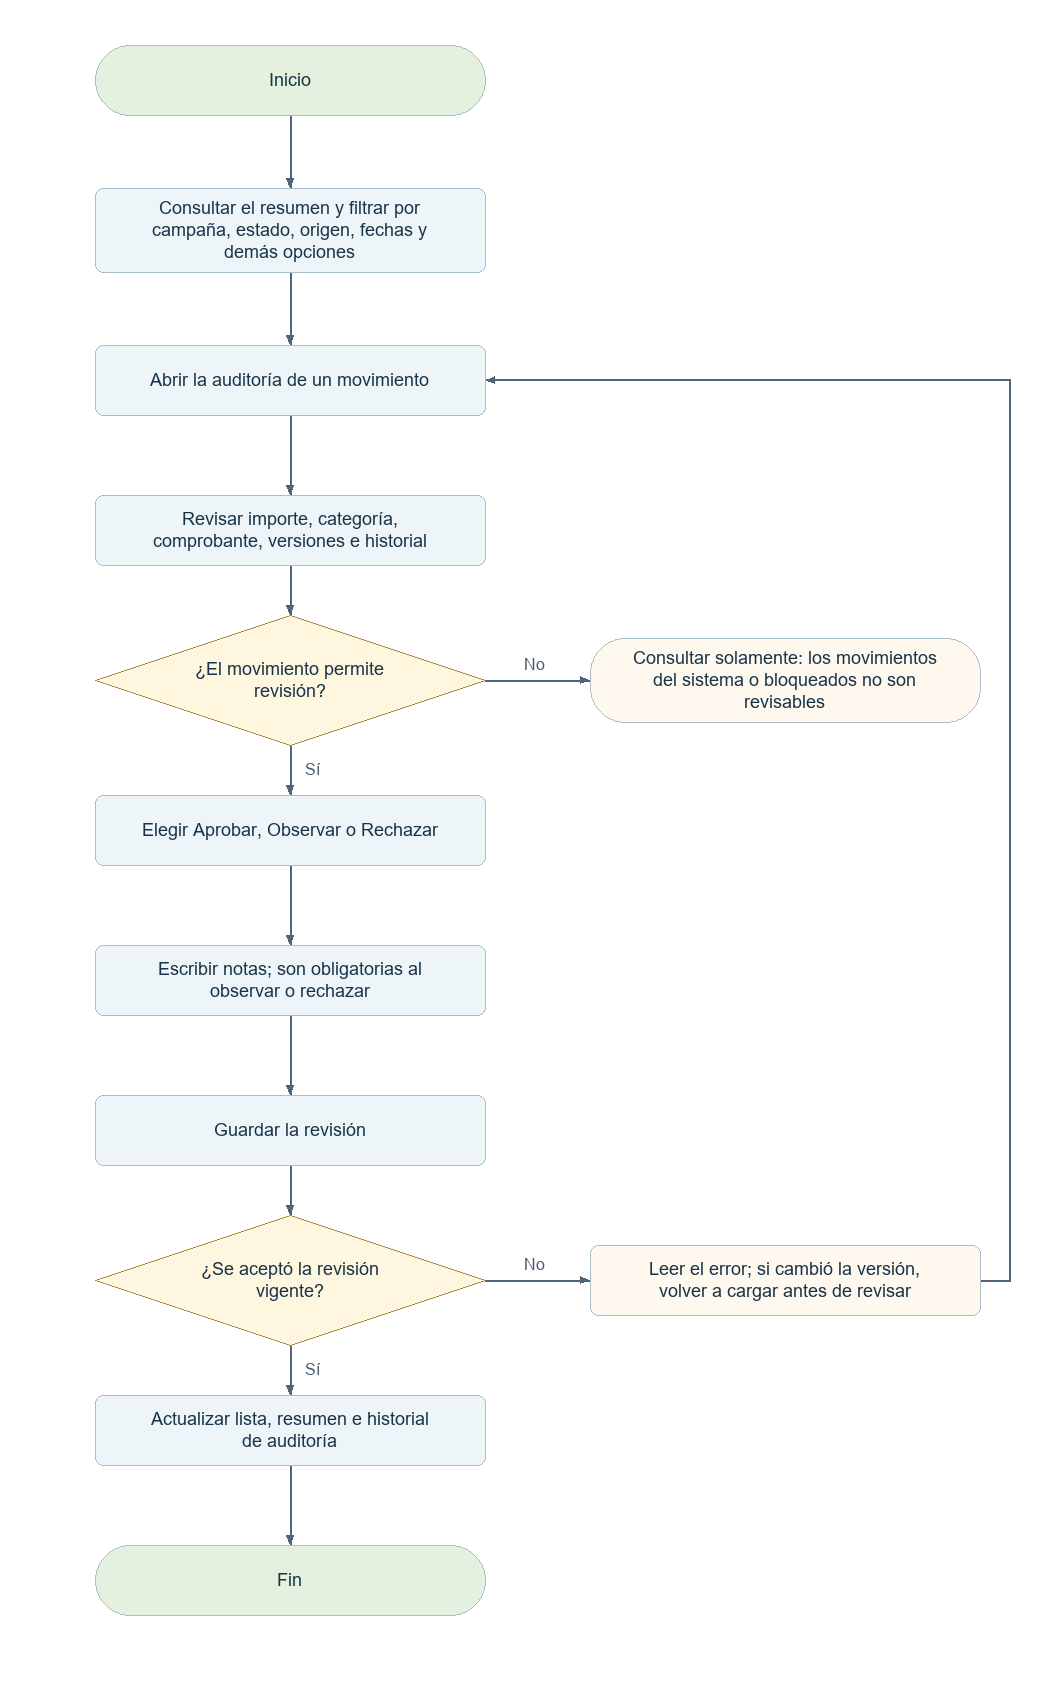 Inicio
Consultar el resumen y filtrar por
campaña, estado, origen, fechas y
demás opciones
Abrir la auditoría de un movimiento
Revisar importe, categoría,
comprobante, versiones e historial
¿El movimiento permite
revisión?
No
Consultar solamente: los movimientos
del sistema o bloqueados no son
revisables
Sí
Elegir Aprobar, Observar o Rechazar
Escribir notas; son obligatorias al
observar o rechazar
Guardar la revisión
¿Se aceptó la revisión
vigente?
No
Leer el error; si cambió la versión,
volver a cargar antes de revisar
Sí
Actualizar lista, resumen e historial
de auditoría
Fin